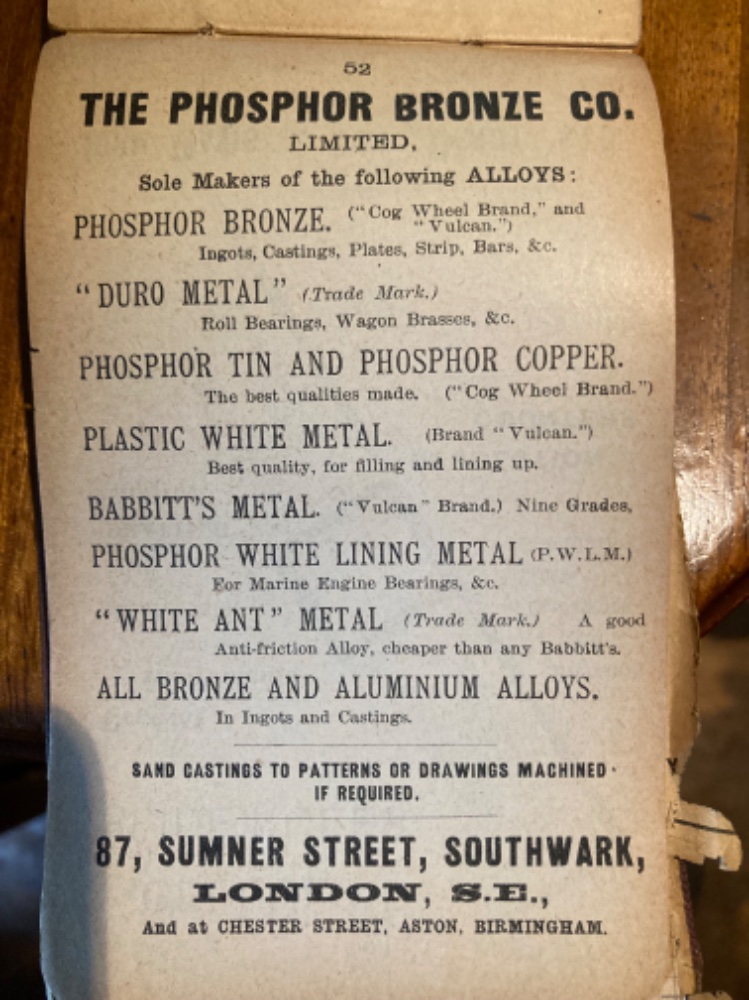 52
THE PHOSPHOR BRONZE CO.
LIMITED,
Sole Makers of the following ALLOYS:
PHOSPHOR BRONZE. ("Cog Wheel Brand," and
"Vulcan.")
Ingots, Castings, Plates, Strip, Bars, &c.
"DURO METAL" (Trade Mark.)
Roll Bearings, Wagon Brasses, &c.
PHOSPHOR TIN AND PHOSPHOR COPPER.
The best qualities made. ("Cog Wheel Brand.")
PLASTIC WHITE METAL. (Brand "Vulcan.")
Best quality, for filling and lining up.
BABBITT'S METAL. ("Vulcan" Brand.) Nine Grades,
PHOSPHOR WHITE LINING METAL (P.W.L.M.)
For Marine Engine Bearings, &c.
"WHITE ANT" METAL (Trade Mark.) A good
Anti-friction Alloy, cheaper than any Babbitt's.
ALL BRONZE AND ALUMINIUM ALLOYS.
In Ingots and Castings.
SAND CASTINGS TO PATTERNS OR DRAWINGS MACHINED
IF REQUIRED.
87, SUMNER STREET, SOUTHWARK,
LONDON, S.E.,
And at CHESTER STREET, ASTON, BIRMINGHAM.
Y